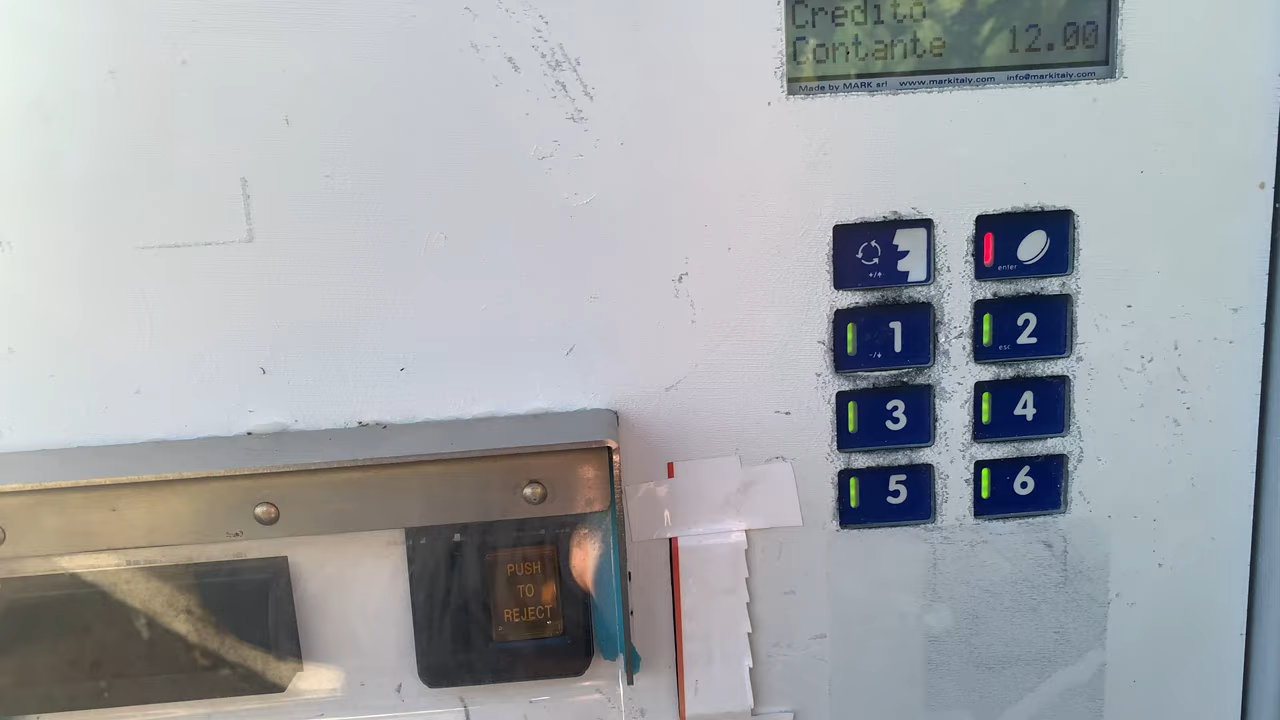 Credito
Contante 12.00
Made by MARK srl www.markitaly.com info@markitaly.com
+/↑
enter
1
-/↓
2
esc
3
4
5
6
PUSH
TO
REJECT